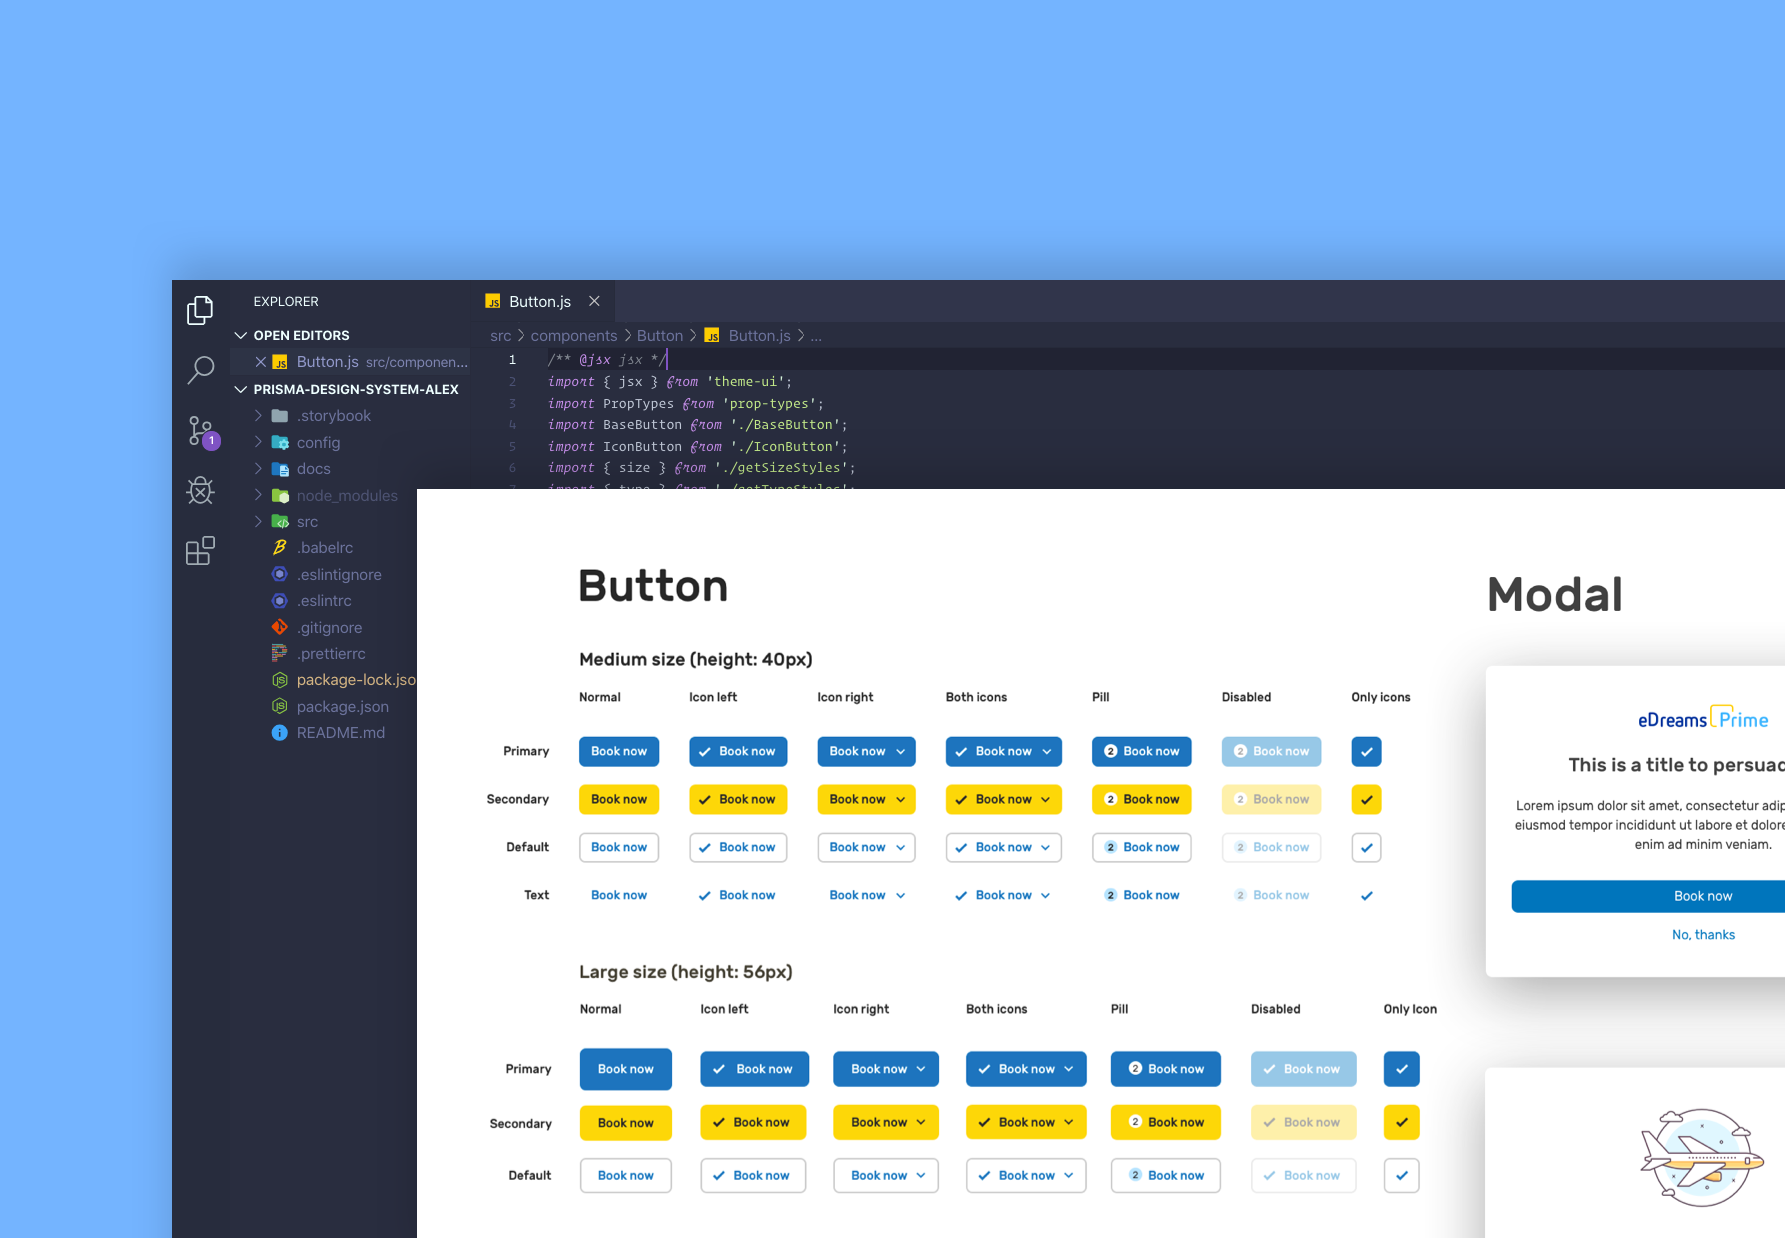 EXPLORER
OPEN EDITORS
Button.js src/componen...
PRISMA-DESIGN-SYSTEM-ALEX
.storybook
config
docs
node_modules
src
.babelrc
.eslintignore
.eslintrc
.gitignore
.prettierrc
package-lock.jso
package.json
README.md
1
JS Button.js
src > components > Button > JS Button.js > ...
1 /** @jsx jsx */
2 import { jsx } from 'theme-ui';
3 import PropTypes from 'prop-types';
4 import BaseButton from './BaseButton';
5 import IconButton from './IconButton';
6 import { size } from './getSizeStyles';
7 import { type } from './getTypeStyles';
Button
Medium size (height: 40px)
Normal Icon left Icon right Both icons Pill Disabled Only icons
Primary Book now Book now Book now Book now 2 Book now 2 Book now
Secondary Book now Book now Book now Book now 2 Book now 2 Book now
Default Book now Book now Book now Book now 2 Book now 2 Book now
Text Book now Book now Book now Book now 2 Book now 2 Book now
Large size (height: 56px)
Normal Icon left Icon right Both icons Pill Disabled Only Icon
Primary Book now Book now Book now Book now 2 Book now Book now
Secondary Book now Book now Book now Book now 2 Book now Book now
Default Book now Book now Book now Book now 2 Book now Book now
Modal
eDreams Prime
This is a title to persuad
Lorem ipsum dolor sit amet, consectetur adip
eiusmod tempor incididunt ut labore et dolore
enim ad minim veniam.
Book now
No, thanks